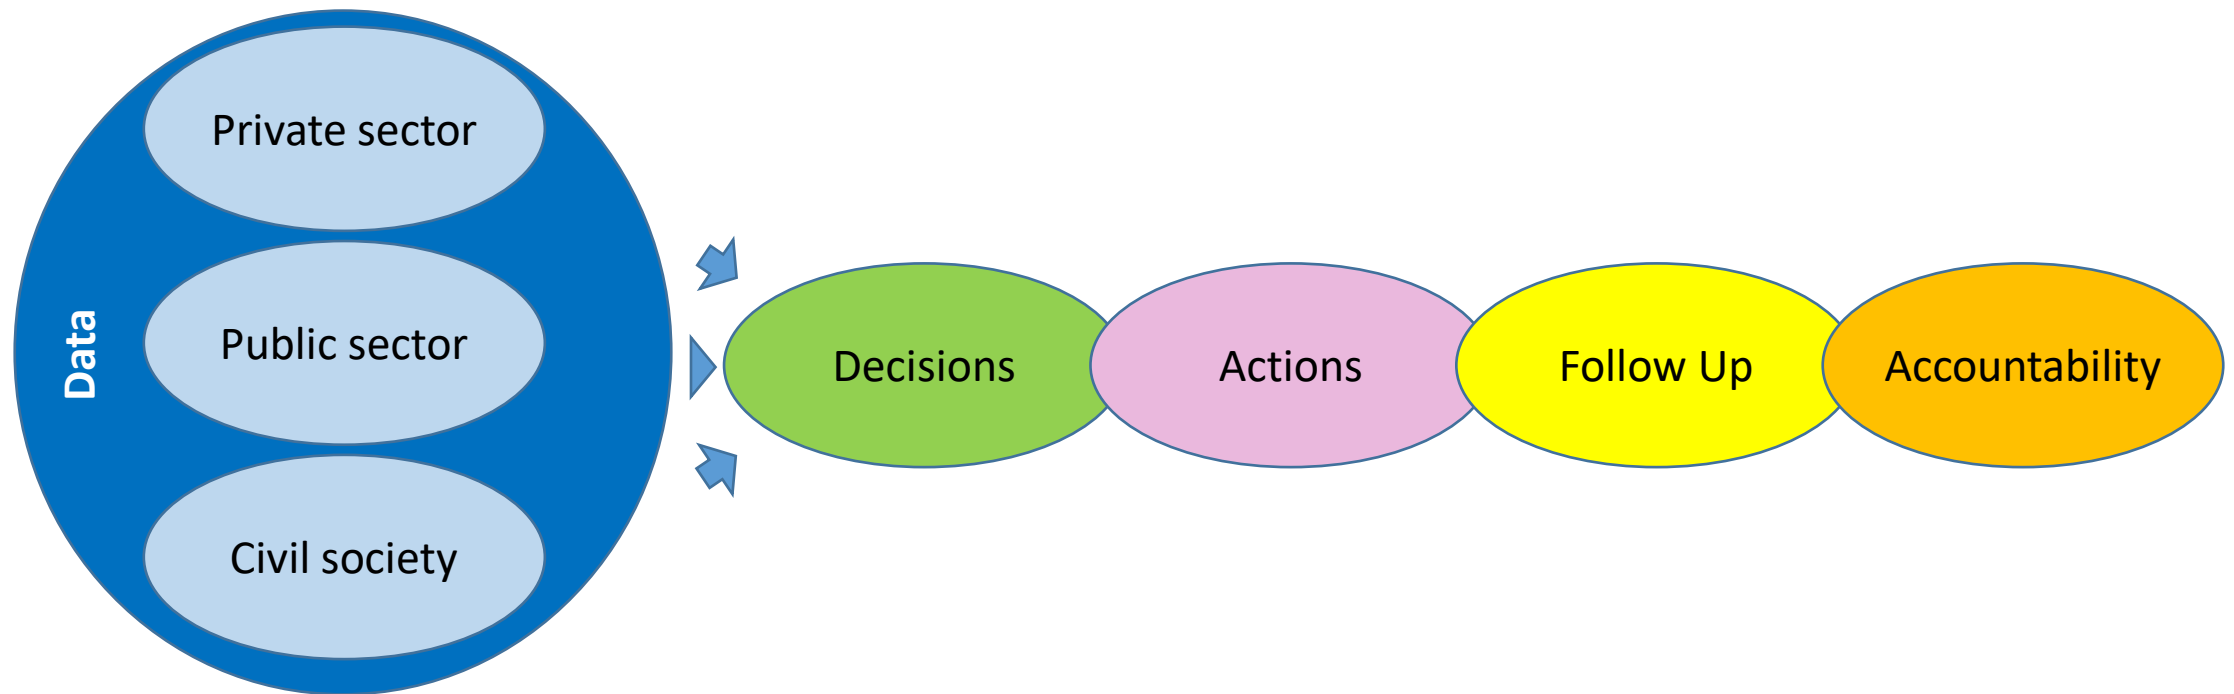 Data
Private sector
Public sector
Civil society
Decisions
Actions
Follow Up
Accountability